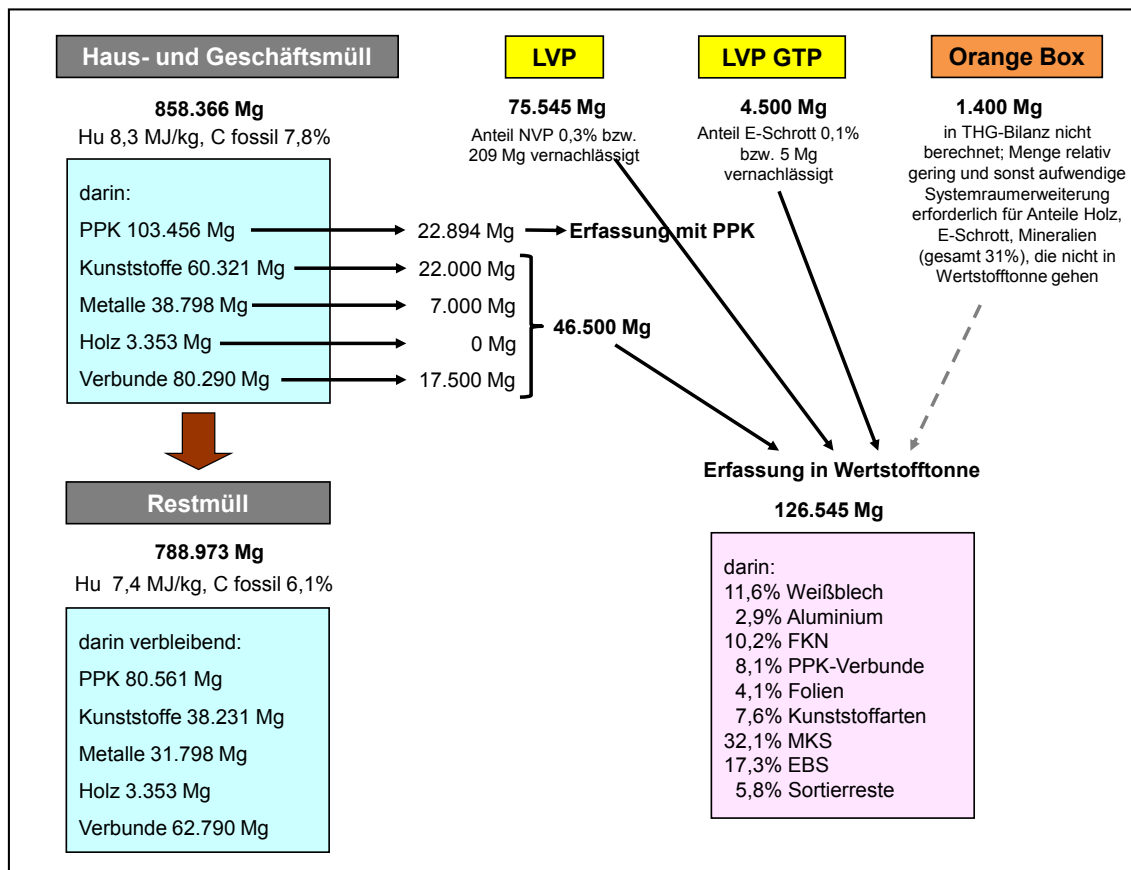 Haus- und Geschäftsmüll
858.366 Mg
Hu 8,3 MJ/kg, C fossil 7,8%
darin:
PPK 103.456 Mg
Kunststoffe 60.321 Mg
Metalle 38.798 Mg
Holz 3.353 Mg
Verbunde 80.290 Mg
22.894 Mg
Erfassung mit PPK
22.000 Mg
7.000 Mg
0 Mg
17.500 Mg
46.500 Mg
LVP
75.545 Mg
Anteil NVP 0,3% bzw.
209 Mg vernachlässigt
LVP GTP
4.500 Mg
Anteil E-Schrott 0,1%
bzw. 5 Mg
vernachlässigt
Orange Box
1.400 Mg
in THG-Bilanz nicht
berechnet; Menge relativ
gering und sonst aufwendige
Systemraumerweiterung
erforderlich für Anteile Holz,
E-Schrott, Mineralien
(gesamt 31%), die nicht in
Wertstofftonne gehen
Restmüll
788.973 Mg
Hu 7,4 MJ/kg, C fossil 6,1%
darin verbleibend:
PPK 80.561 Mg
Kunststoffe 38.231 Mg
Metalle 31.798 Mg
Holz 3.353 Mg
Verbunde 62.790 Mg
Erfassung in Wertstofftonne
126.545 Mg
darin:
11,6% Weißblech
2,9% Aluminium
10,2% FKN
8,1% PPK-Verbunde
4,1% Folien
7,6% Kunststoffarten
32,1% MKS
17,3% EBS
5,8% Sortierreste